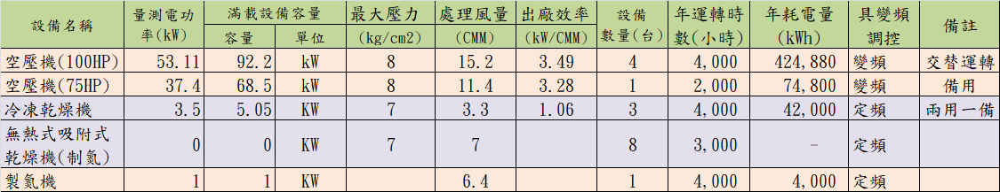 設備名稱 量測電功率(kW) 滿載設備容量 最大壓力 處理風量 出廠效率 設備數量(台) 年運轉時數(小時) 年耗電量(kWh) 具變頻調控 備註
容量 單位 (kg/cm2) (CMM) (kW/CMM)
空壓機(100HP) 53.11 92.2 kW 8 15.2 3.49 4 4,000 424,880 變頻 交替運轉
空壓機(75HP) 37.4 68.5 kW 8 11.4 3.28 1 2,000 74,800 變頻 備用
冷凍乾燥機 3.5 5.05 KW 7 3.3 1.06 3 4,000 42,000 定頻 兩用一備
無熱式吸附式乾燥機(制氮) 0 0 KW 7 7 8 3,000 – 定頻
製氮機 1 1 KW 6.4 1 4,000 4,000 定頻